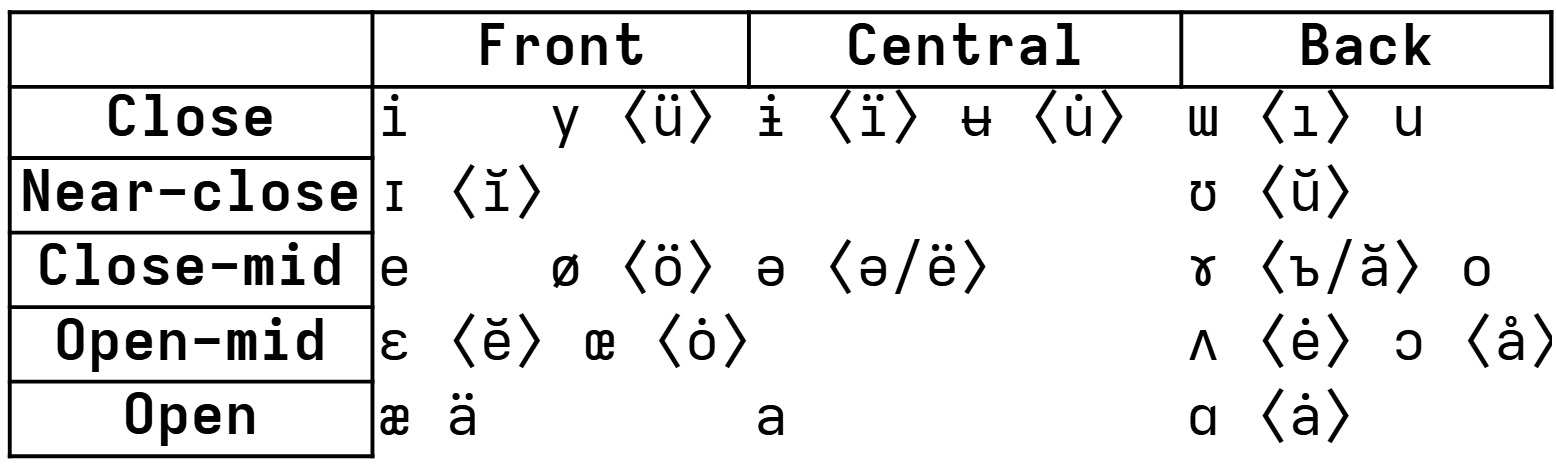 Front Central Back
Close i y 〈ü〉 ɨ 〈ï〉 ʉ 〈u̇〉 ɯ 〈ı〉 u
Near-close ɪ 〈ĭ〉 ʊ 〈ŭ〉
Close-mid e ø 〈ö〉 ə 〈ə/ë〉 ɤ 〈ъ/ă〉 o
Open-mid ɛ 〈ĕ〉 œ 〈ȯ〉 ʌ 〈ė〉 ɔ 〈å〉
Open æ ä a ɑ 〈ȧ〉